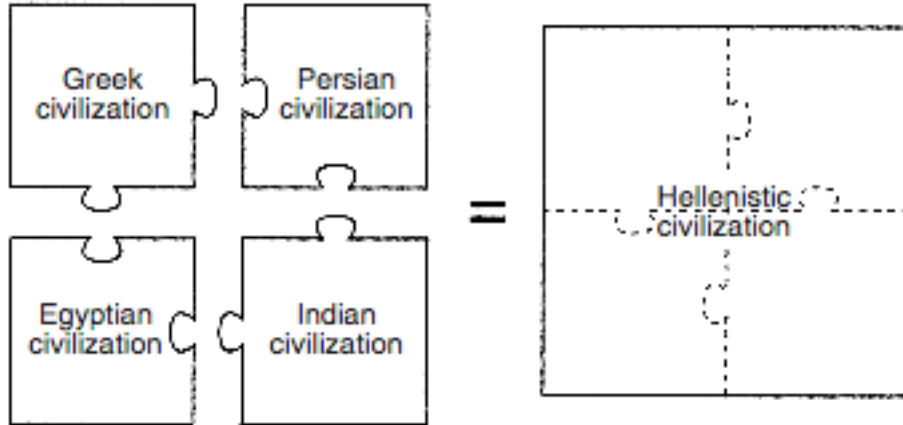 Greek
civilization
Persian
civilization
Egyptian
civilization
Indian
civilization
=
Hellenistic
civilization